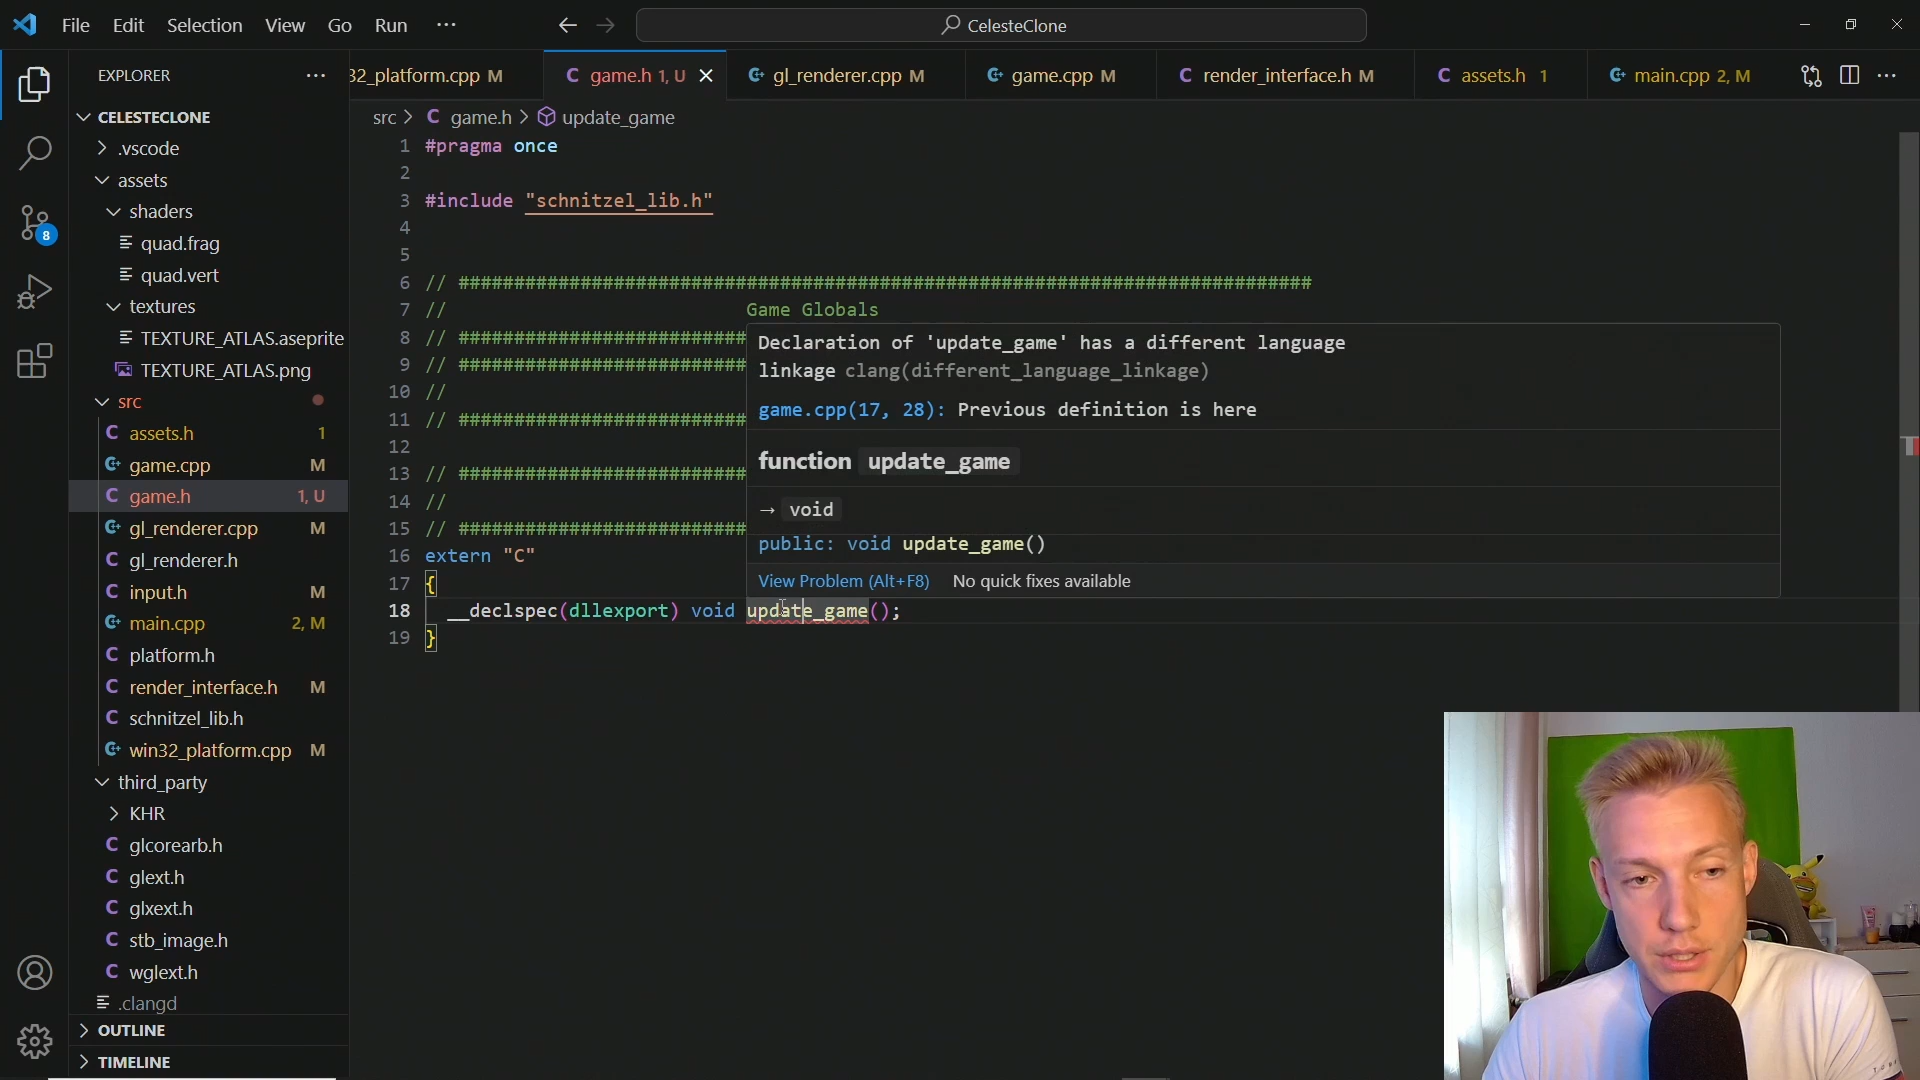 File Edit Selection View Go Run ···
CelesteClone
EXPLORER ···
32_platform.cpp M
game.h 1, U
gl_renderer.cpp M
game.cpp M
render_interface.h M
assets.h 1
main.cpp 2, M
src > C game.h > update_game
CELESTECLONE
.vscode
assets
shaders
quad.frag
quad.vert
textures
TEXTURE_ATLAS.aseprite
TEXTURE_ATLAS.png
src
assets.h 1
game.cpp M
game.h 1, U
gl_renderer.cpp M
gl_renderer.h
input.h M
main.cpp 2, M
platform.h
render_interface.h M
schnitzel_lib.h
win32_platform.cpp M
third_party
KHR
glcorearb.h
glext.h
glxext.h
stb_image.h
wglext.h
.clangd
OUTLINE
TIMELINE
8
1 #pragma once
2
3 #include "schnitzel_lib.h"
4
5
6 // #############################################################################
7 // Game Globals
8 // ##########################
9 // ##########################
10 //
11 // ##########################
12
13 // ##########################
14 //
15 // ##########################
16 extern "C"
17 {
18 __declspec(dllexport) void update_game();
19 }
Declaration of 'update_game' has a different language
linkage clang(different_language_linkage)
game.cpp(17, 28): Previous definition is here
function update_game
→ void
public: void update_game()
View Problem (Alt+F8) No quick fixes available